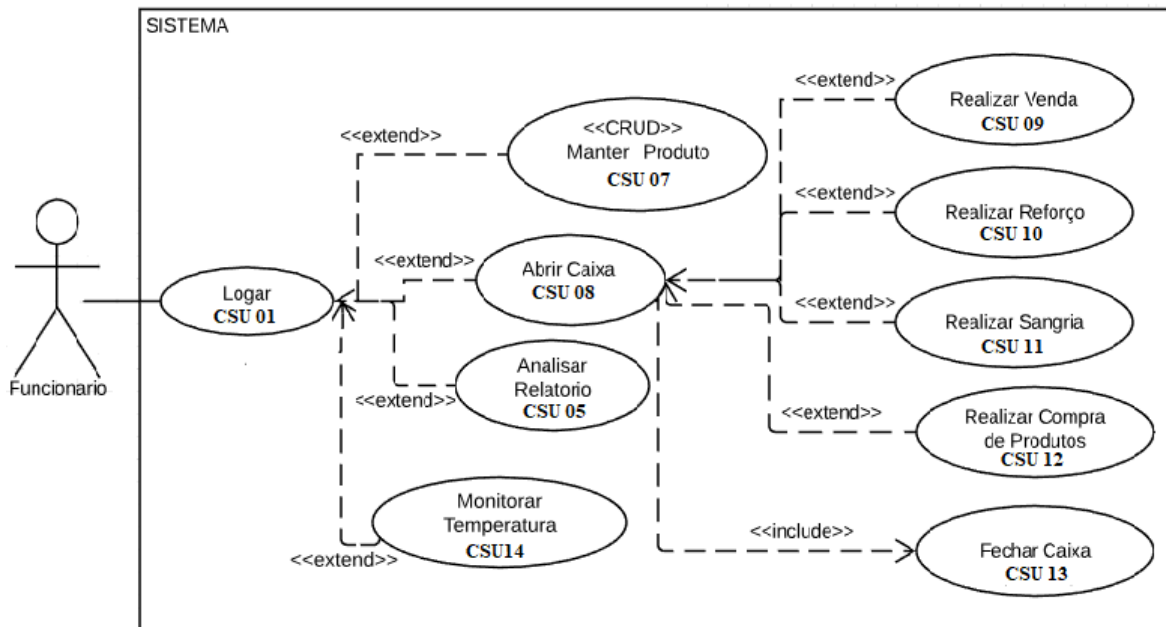 SISTEMA
<<extend>>
Realizar Venda
CSU 09
<<extend>>
<<CRUD>>
Manter Produto
CSU 07
<<extend>>
Realizar Reforço
CSU 10
<<extend>>
Abrir Caixa
CSU 08
Logar
CSU 01
<<extend>>
Realizar Sangria
CSU 11
Funcionario
<<extend>>
Analisar
Relatorio
CSU 05
<<extend>>
Realizar Compra
de Produtos
CSU 12
Monitorar
Temperatura
CSU14
<<extend>>
<<include>>
Fechar Caixa
CSU 13